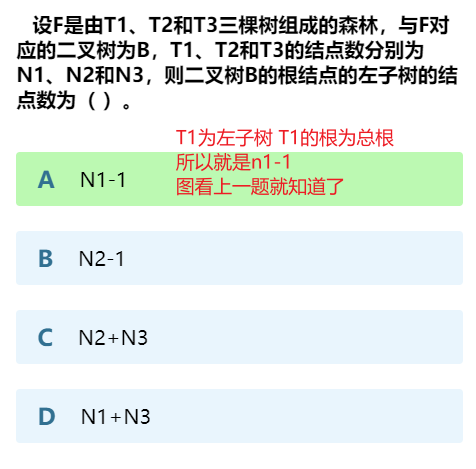 设F是由T1、T2和T3三棵树组成的森林，与F对
应的二叉树为B，T1、T2和T3的结点数分别为
N1、N2和N3，则二叉树B的根结点的左子树的结
点数为（ ）。
T1为左子树 T1的根为总根
所以就是n1-1
图看上一题就知道了
A N1-1
B N2-1
C N2+N3
D N1+N3